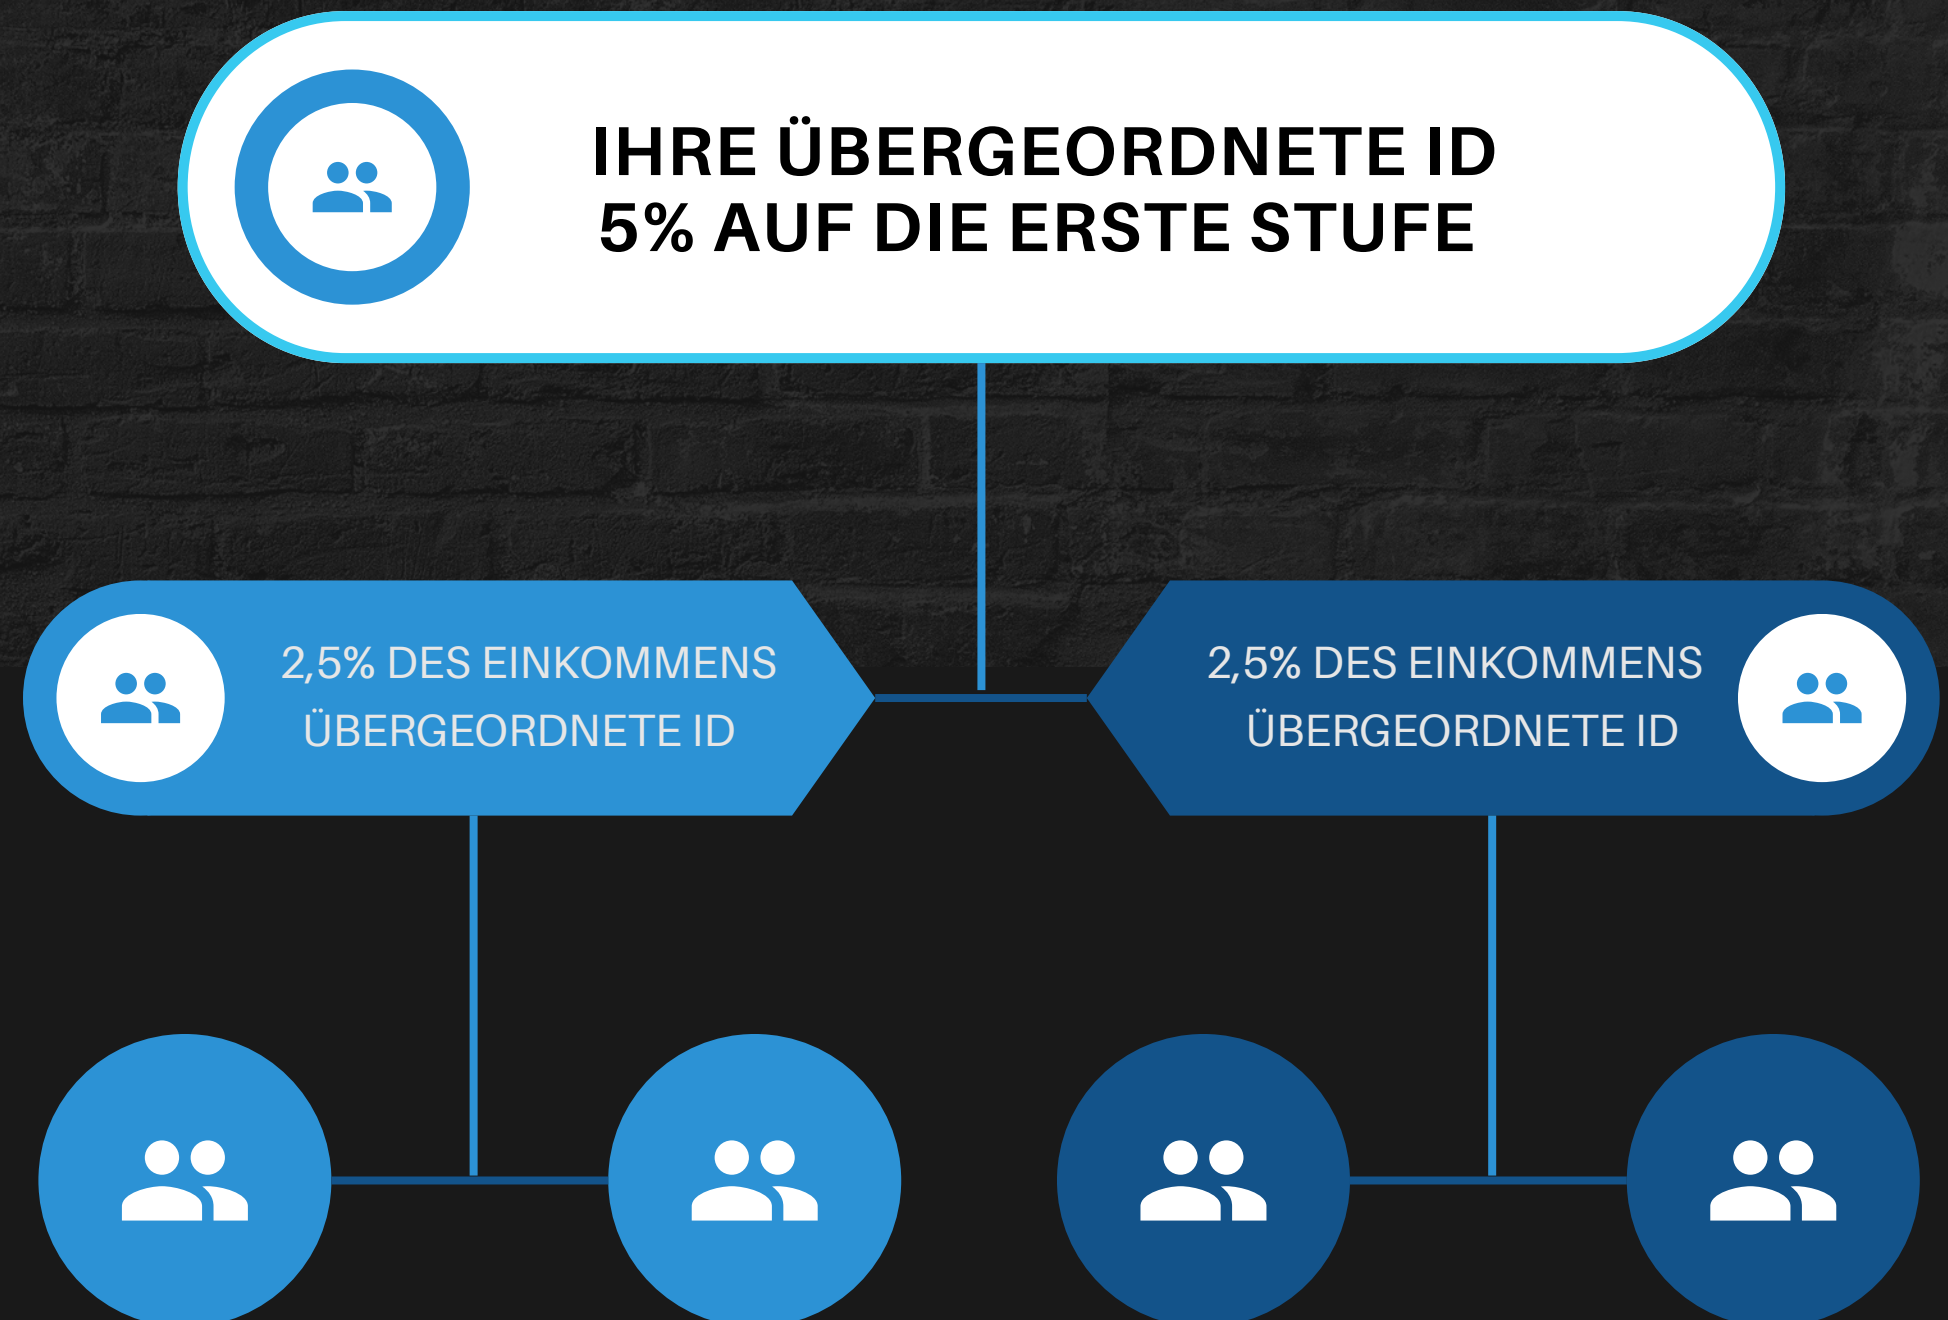 IHRE ÜBERGEORDNETE ID
5% AUF DIE ERSTE STUFE
2,5% DES EINKOMMENS
ÜBERGEORDNETE ID
2,5% DES EINKOMMENS
ÜBERGEORDNETE ID